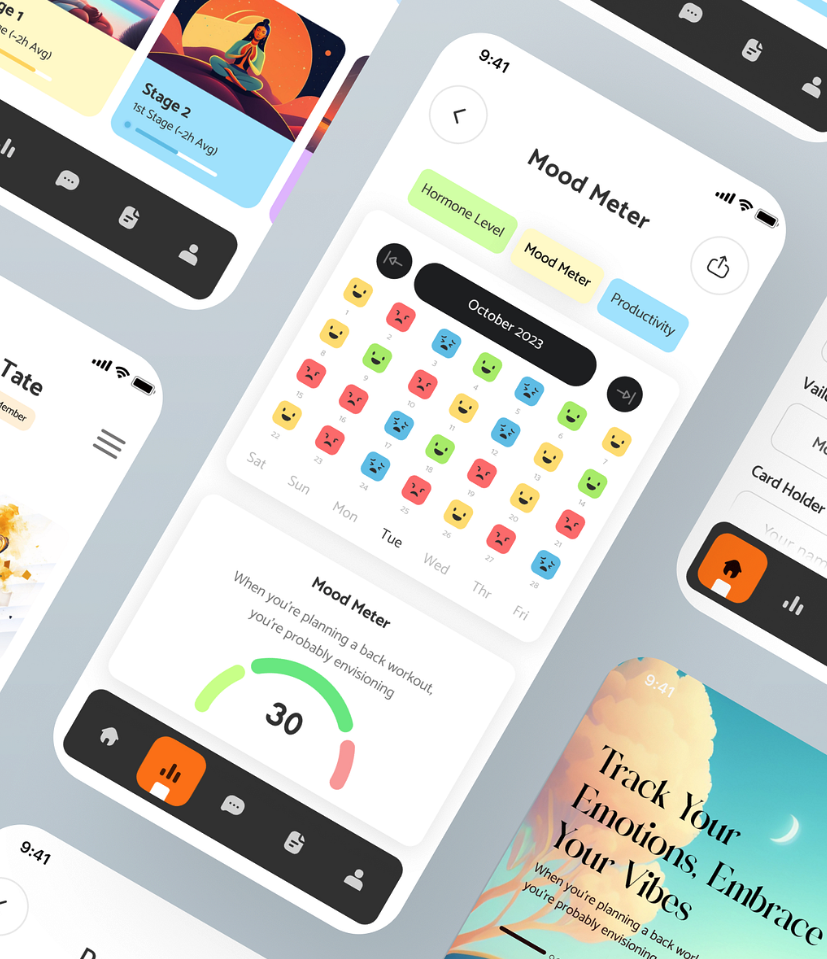 ge 1
e (~2h Avg)
Stage 2
1st Stage (~2h Avg)
9:41
Mood Meter
Hormone Level
Mood Meter
Productivity
October 2023
1
2
3
4
5
6
7
8
9
10
11
12
13
14
15
16
17
18
19
20
21
22
23
24
25
26
27
28
Sat
Sun
Mon
Tue
Wed
Thr
Fri
Mood Meter
When you're planning a back workout,
you're probably envisioning
30
Tate
Member
Card Holder
Your nam
9:41
Track Your
Emotions, Embrace
Your Vibes
When you're planning a back worl
you're probably envisioning
9:41